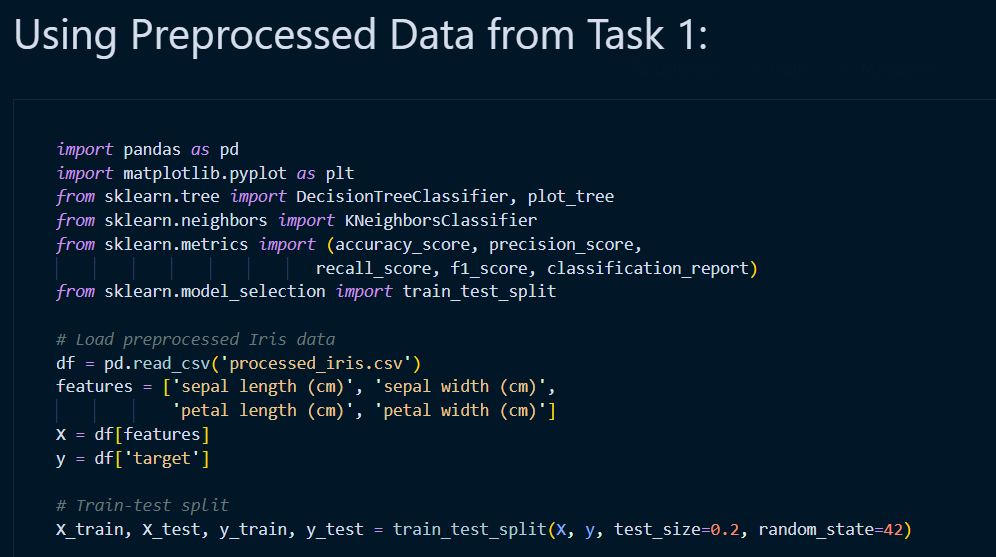 Using Preprocessed Data from Task 1:
import pandas as pd
import matplotlib.pyplot as plt
from sklearn.tree import DecisionTreeClassifier, plot_tree
from sklearn.neighbors import KNeighborsClassifier
from sklearn.metrics import (accuracy_score, precision_score,
                           recall_score, f1_score, classification_report)
from sklearn.model_selection import train_test_split

# Load preprocessed Iris data
df = pd.read_csv('processed_iris.csv')
features = ['sepal length (cm)', 'sepal width (cm)',
            'petal length (cm)', 'petal width (cm)']
X = df[features]
y = df['target']

# Train-test split
X_train, X_test, y_train, y_test = train_test_split(X, y, test_size=0.2, random_state=42)